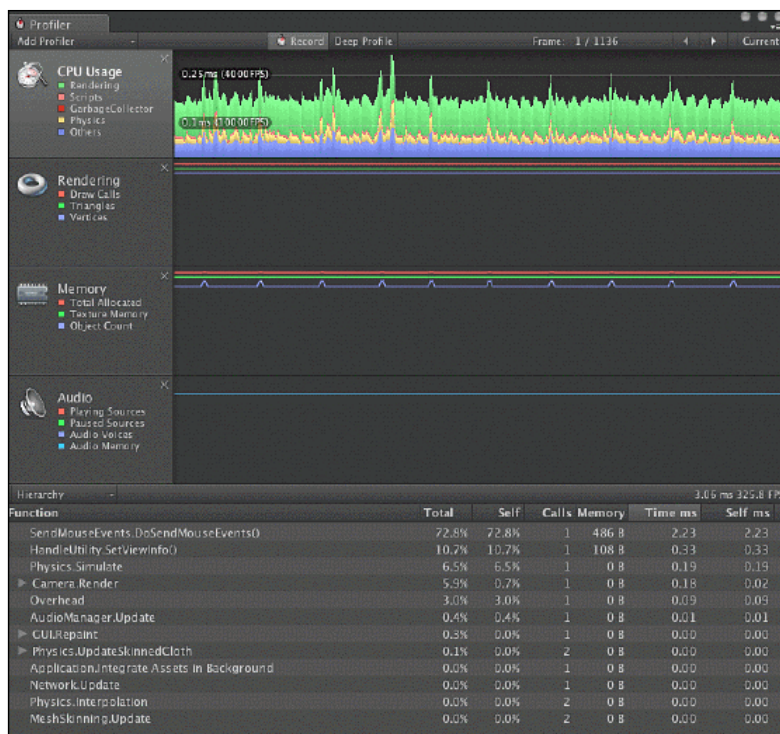 Profiler
Add Profiler Record Deep Profile Frame: 1 / 1136 Current
CPU Usage
Rendering
Scripts
GarbageCollector
Physics
Others
0.25ms (4000FPS)
0.1ms (10000FPS)
Rendering
Draw Calls
Triangles
Vertices
Memory
Total Allocated
Texture Memory
Object Count
Audio
Playing Sources
Paused Sources
Audio Voices
Audio Memory
Hierarchy 3.06 ms 325.8 FP
Function Total Self Calls Memory Time ms Self ms
SendMouseEvents.DoSendMouseEvents() 72.8% 72.8% 1 486 B 2.23 2.23
HandleUtility.SetViewInfo() 10.7% 10.7% 1 108 B 0.33 0.33
Physics.Simulate 6.5% 6.5% 1 0 B 0.19 0.19
Camera.Render 5.9% 0.7% 1 0 B 0.18 0.02
Overhead 3.0% 3.0% 1 0 B 0.09 0.09
AudioManager.Update 0.4% 0.4% 1 0 B 0.01 0.01
GUI.Repaint 0.3% 0.0% 1 0 B 0.00 0.00
Physics.UpdateSkinnedCloth 0.1% 0.0% 2 0 B 0.00 0.00
Application.Integrate Assets in Background 0.0% 0.0% 1 0 B 0.00 0.00
Network.Update 0.0% 0.0% 1 0 B 0.00 0.00
Physics.Interpolation 0.0% 0.0% 2 0 B 0.00 0.00
MeshSkinning.Update 0.0% 0.0% 2 0 B 0.00 0.00